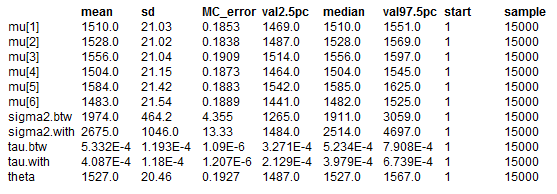 mean sd MC_error val2.5pc median val97.5pc start sample
mu[1] 1510.0 21.03 0.1853 1469.0 1510.0 1551.0 1 15000
mu[2] 1528.0 21.02 0.1838 1487.0 1528.0 1569.0 1 15000
mu[3] 1556.0 21.04 0.1909 1514.0 1556.0 1597.0 1 15000
mu[4] 1504.0 21.15 0.1873 1464.0 1504.0 1545.0 1 15000
mu[5] 1584.0 21.42 0.1883 1542.0 1585.0 1625.0 1 15000
mu[6] 1483.0 21.54 0.1889 1441.0 1482.0 1525.0 1 15000
sigma2.btw 1974.0 464.2 4.355 1265.0 1911.0 3059.0 1 15000
sigma2.with 2675.0 1046.0 13.33 1484.0 2514.0 4697.0 1 15000
tau.btw 5.332E-4 1.193E-4 1.09E-6 3.271E-4 5.234E-4 7.908E-4 1 15000
tau.with 4.087E-4 1.18E-4 1.207E-6 2.129E-4 3.979E-4 6.739E-4 1 15000
theta 1527.0 20.46 0.1927 1487.0 1527.0 1567.0 1 15000